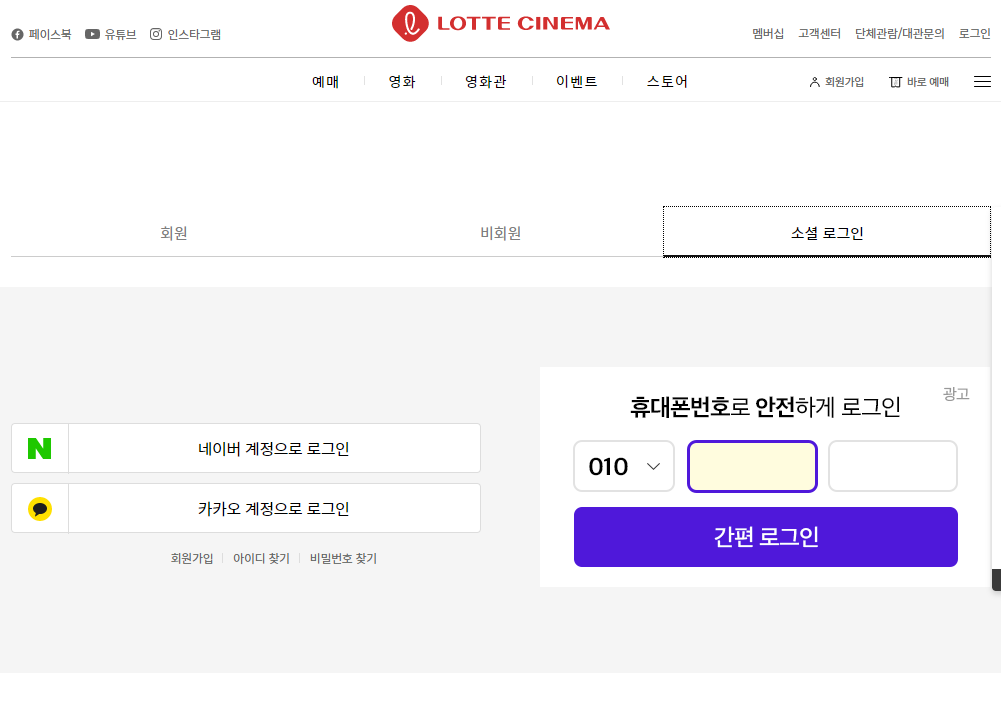 페이스북 유튜브 인스타그램
LOTTE CINEMA
멤버십 고객센터 단체관람/대관문의 로그인
예매 영화 영화관 이벤트 스토어
회원가입 바로 예매
회원 비회원 소셜 로그인
네이버 계정으로 로그인
카카오 계정으로 로그인
회원가입 아이디 찾기 비밀번호 찾기
광고
휴대폰번호로 안전하게 로그인
010
간편 로그인